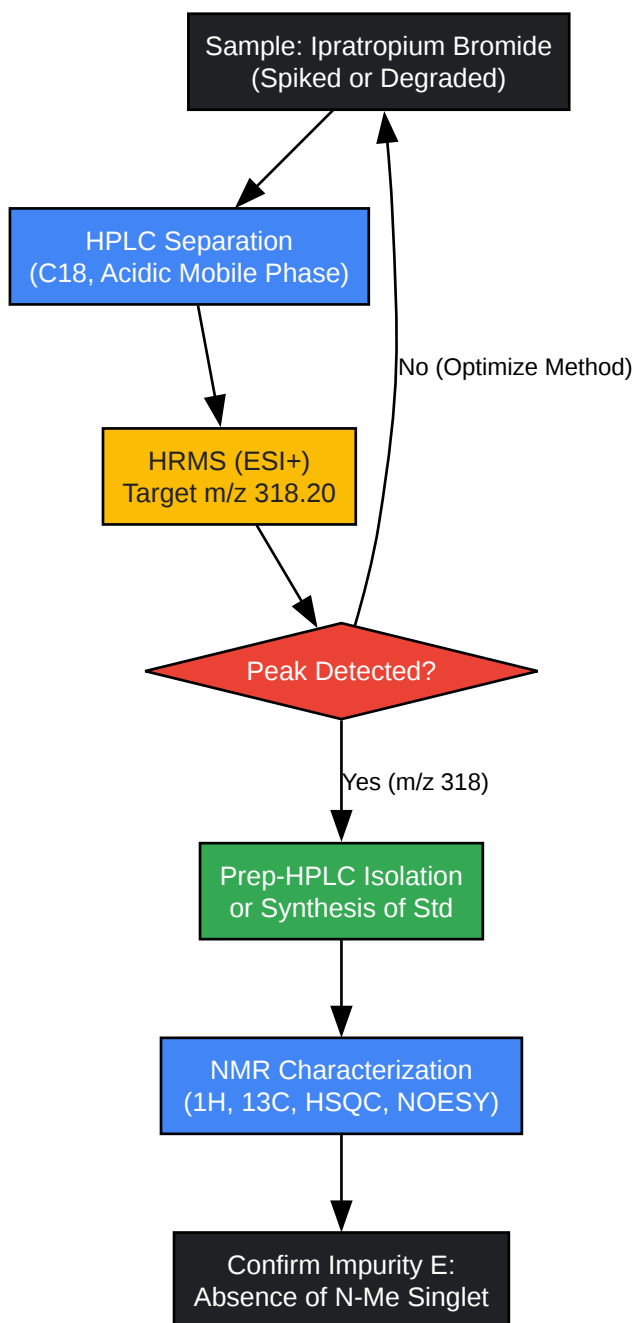 Sample: Ipratropium Bromide
(Spiked or Degraded)
HPLC Separation
(C18, Acidic Mobile Phase)
No (Optimize Method)
HRMS (ESI+)
Target m/z 318.20
Peak Detected?
Yes (m/z 318)
Prep-HPLC Isolation
or Synthesis of Std
NMR Characterization
(1H, 13C, HSQC, NOESY)
Confirm Impurity E:
Absence of N-Me Singlet